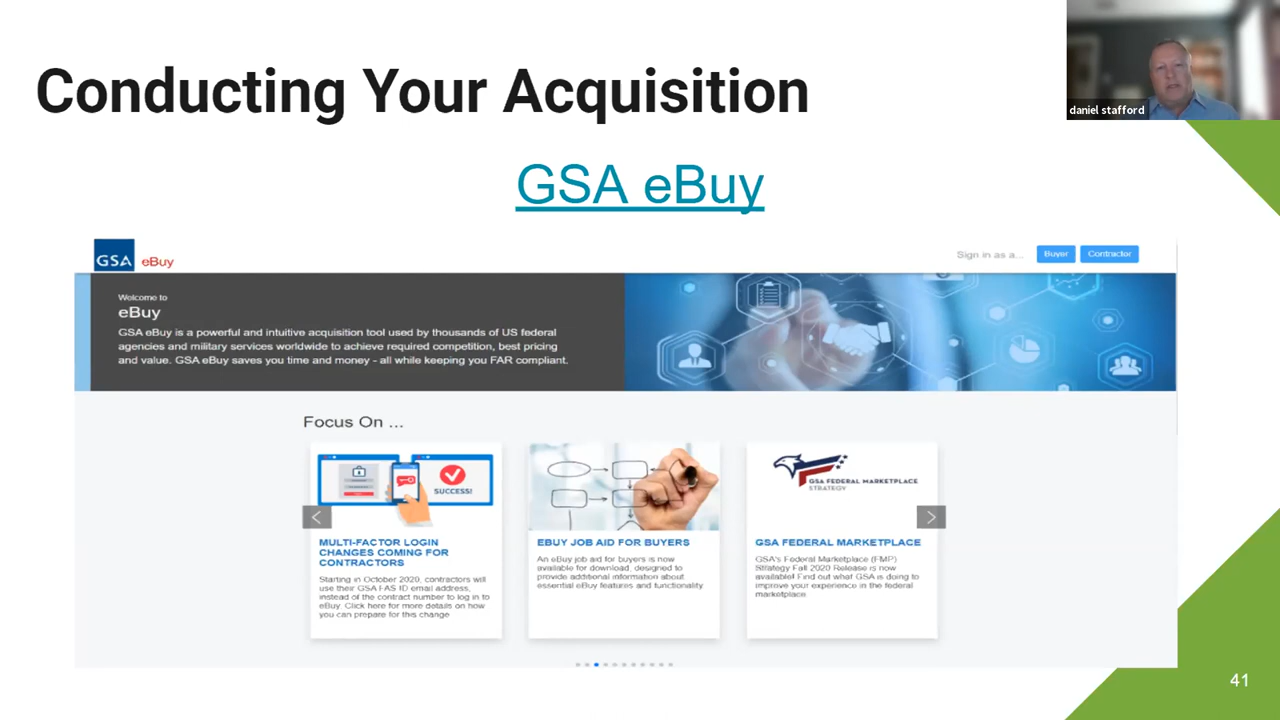 Conducting Your Acquisition
daniel stafford
GSA eBuy
GSA eBuy
Sign in as a...
Buyer
Contractor
Welcome to
eBuy
GSA eBuy is a powerful and intuitive acquisition tool used by thousands of US federal
agencies and military services worldwide to achieve required competition, best pricing
and value. GSA eBuy saves you time and money - all while keeping you FAR compliant.
Focus On ...
SUCCESS!
MULTI-FACTOR LOGIN
CHANGES COMING FOR
CONTRACTORS
Starting in October 2020, contractors will
use their GSA FAS ID email address,
instead of the contract number to log in to
eBuy. Click here for more details on how
you can prepare for this change
EBUY JOB AID FOR BUYERS
An eBuy job aid for buyers is now
available for download, designed to
provide additional information about
essential eBuy features and functionality
GSA FEDERAL MARKETPLACE
STRATEGY
GSA FEDERAL MARKETPLACE
GSA's Federal Marketplace (FMP)
Strategy Fall 2020 Release is now
available! Find out what GSA is doing to
improve your experience in the federal
marketplace
41